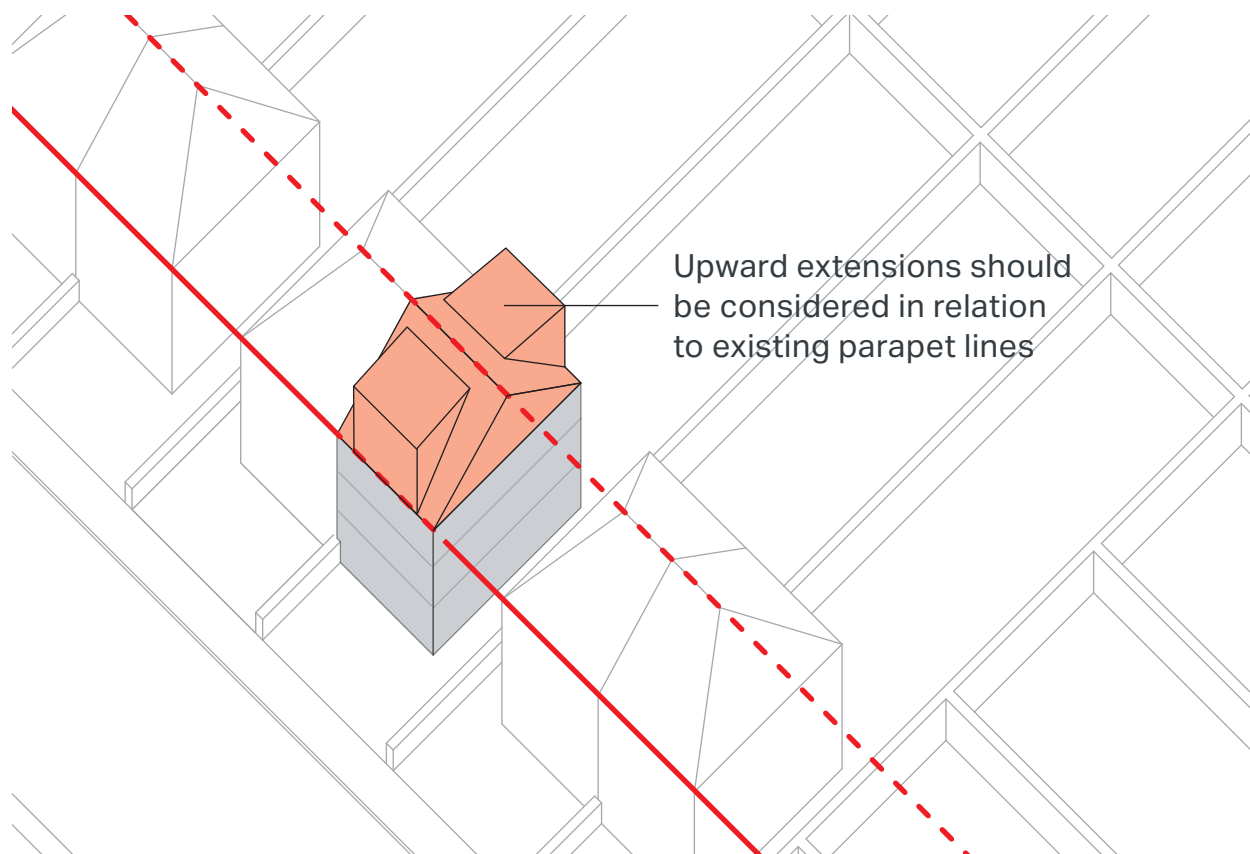 Upward extensions should
be considered in relation
to existing parapet lines